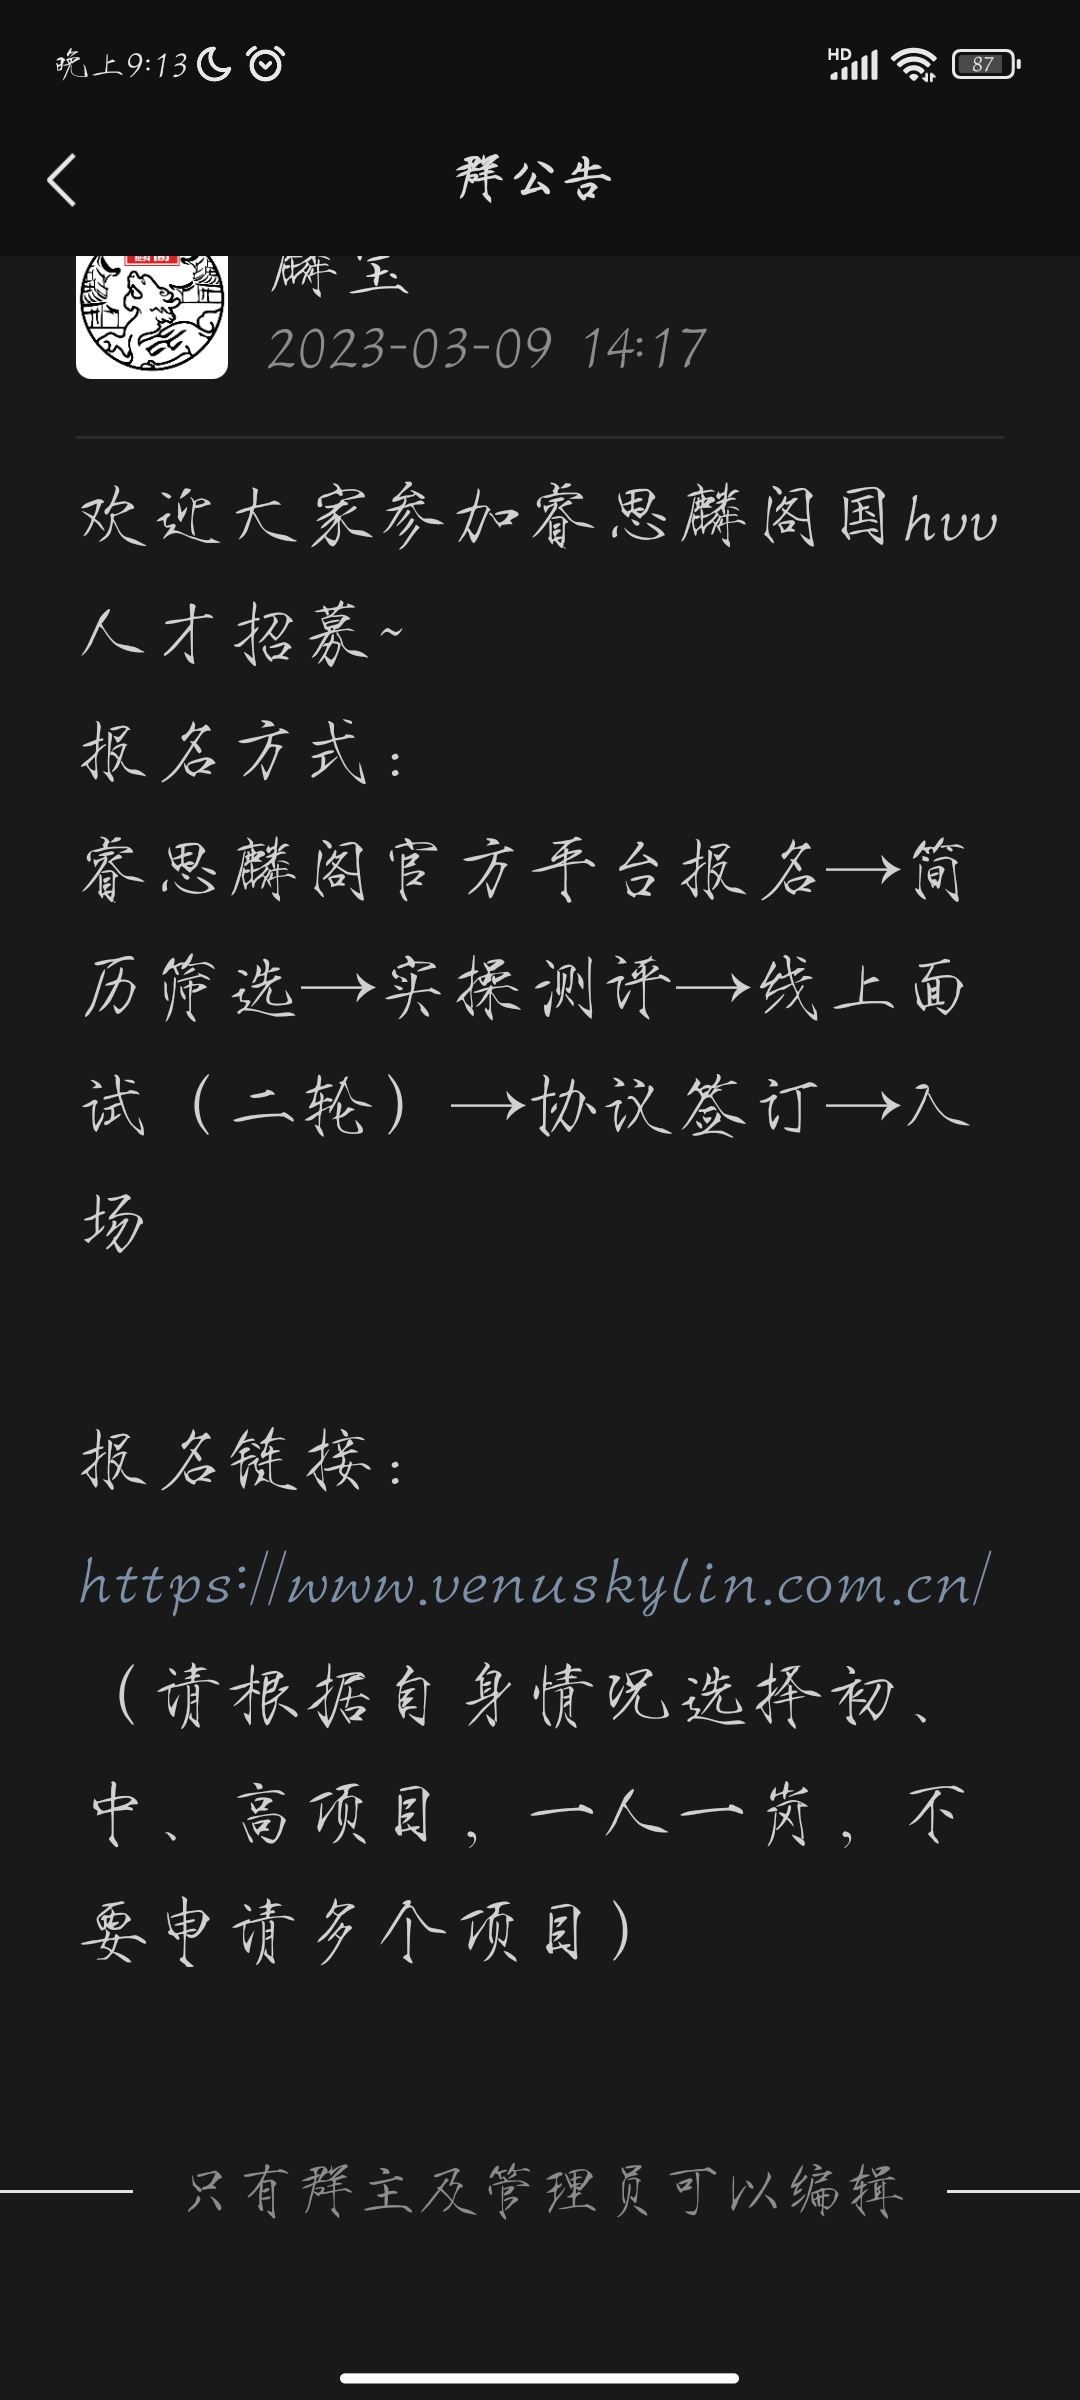 晚上9:13
HD
87
群公告
麟宝
2023-03-09 14:17
欢迎大家参加睿思麟阁国hvv
人才招募~
报名方式：
睿思麟阁官方平台报名→简
历筛选→实操测评→线上面
试（二轮）→协议签订→入
场
报名链接：
https://www.venuskylin.com.cn/
（请根据自身情况选择初、
中、高项目，一人一岗，不
要申请多个项目）
只有群主及管理员可以编辑